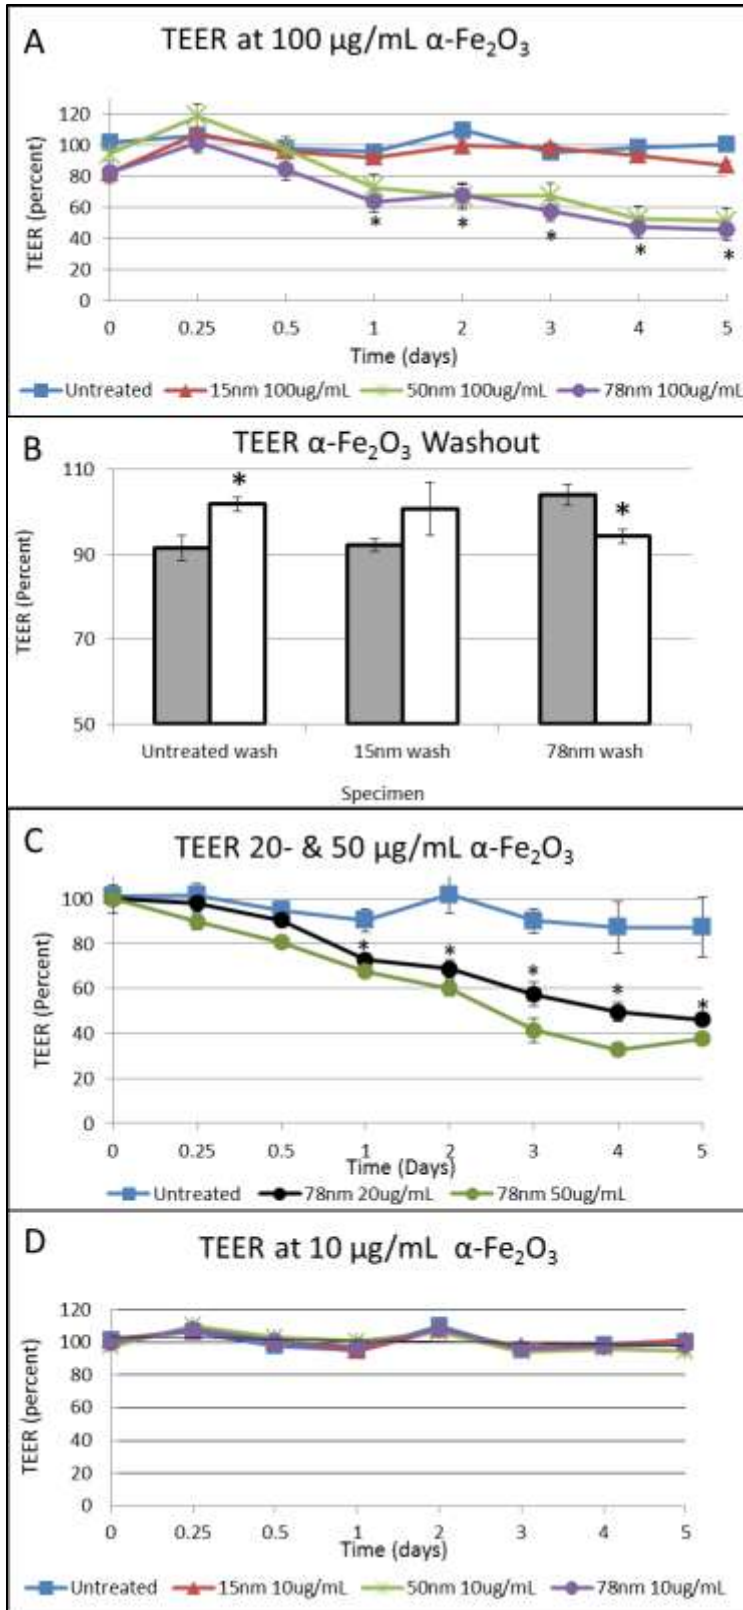 A
TEER at 100 µg/mL α-Fe₂O₃
TEER (percent)
120
100
80
60
40
20
0
* * * * *
0 0.25 0.5 1 2 3 4 5
Time (days)
Untreated 15nm 100ug/mL 50nm 100ug/mL 78nm 100ug/mL
B
TEER α-Fe₂O₃ Washout
TEER (Percent)
110
90
70
50
* *
Untreated wash 15nm wash 78nm wash
Specimen
C
TEER 20- & 50 µg/mL α-Fe₂O₃
TEER (Percent)
100
80
60
40
20
0
* * * * *
0 0.25 0.5 1 2 3 4 5
Time (Days)
Untreated 78nm 20ug/mL 78nm 50ug/mL
D
TEER at 10 µg/mL α-Fe₂O₃
TEER (percent)
120
100
80
60
40
20
0
0 0.25 0.5 1 2 3 4 5
Time (days)
Untreated 15nm 10ug/mL 50nm 10ug/mL 78nm 10ug/mL